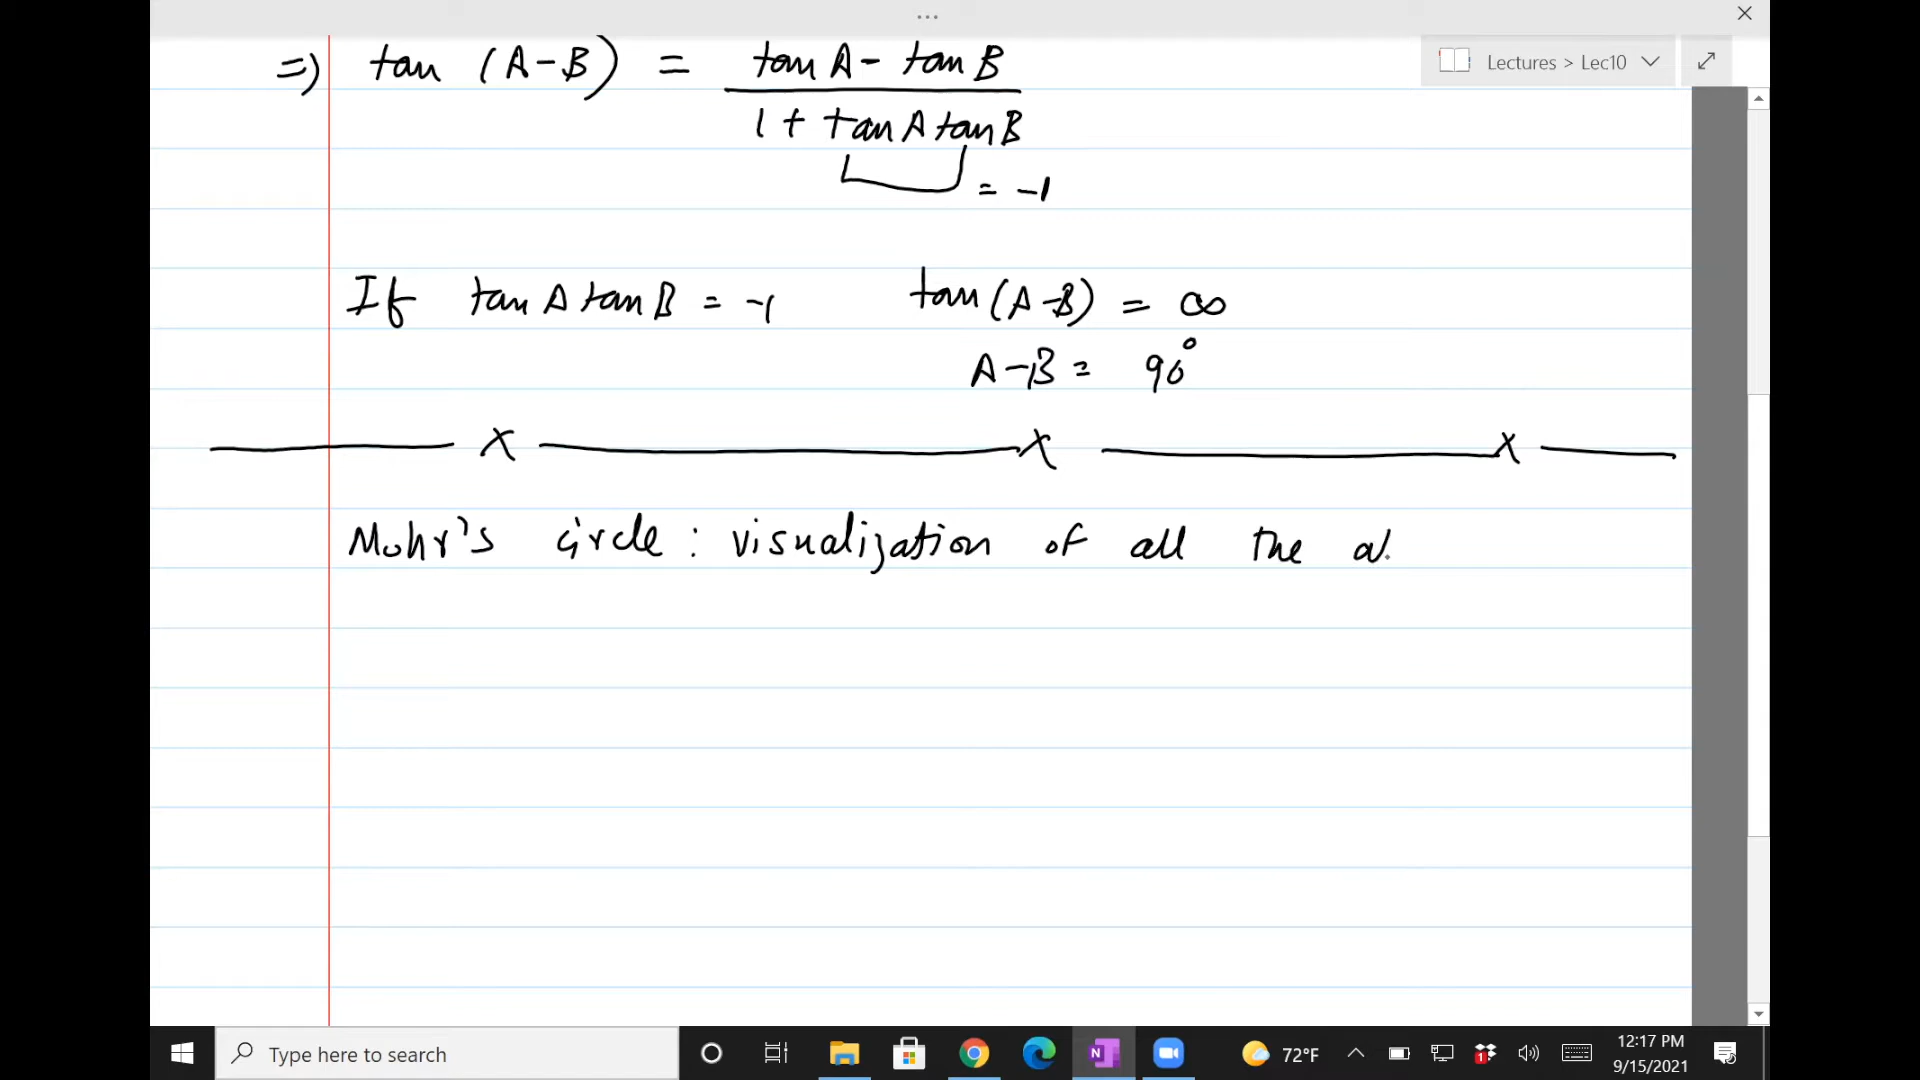 Lectures > Lec10
=> tan (A-B) = tan A - tan B
1 + tan A tan B
= -1
If tan A tan B = -1 tan (A-B) = ∞
A-B = 90°
x x x
Mohr's circle: visualization of all the
Type here to search
72°F
1
12:17 PM
9/15/2021